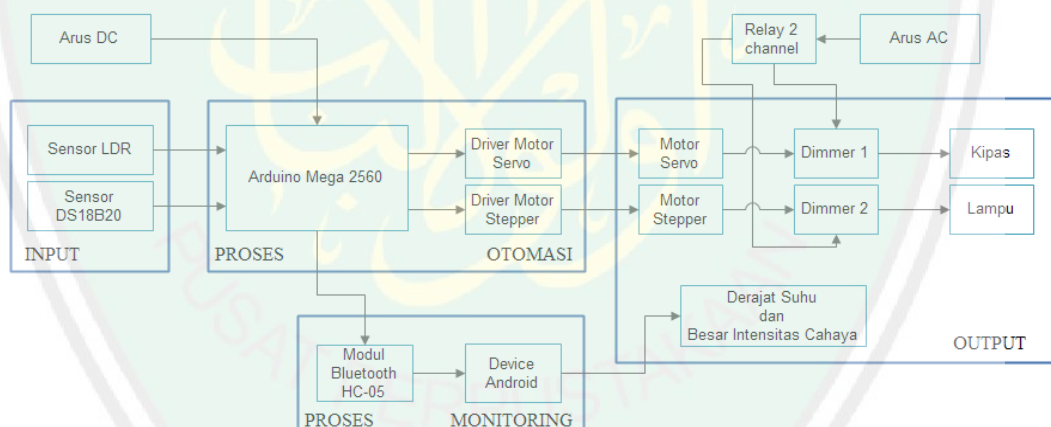 Arus DC
Relay 2
channel
Arus AC
Sensor LDR
Sensor
DS18B20
INPUT
Arduino Mega 2560
Driver Motor
Servo
Driver Motor
Stepper
PROSES
OTOMASI
Motor
Servo
Motor
Stepper
Dimmer 1
Dimmer 2
Kipas
Lampu
Derajat Suhu
dan
Besar Intensitas Cahaya
OUTPUT
Modul
Bluetooth
HC-05
Device
Android
PROSES
MONITORING
PUSAT PERPUSTAKAAN